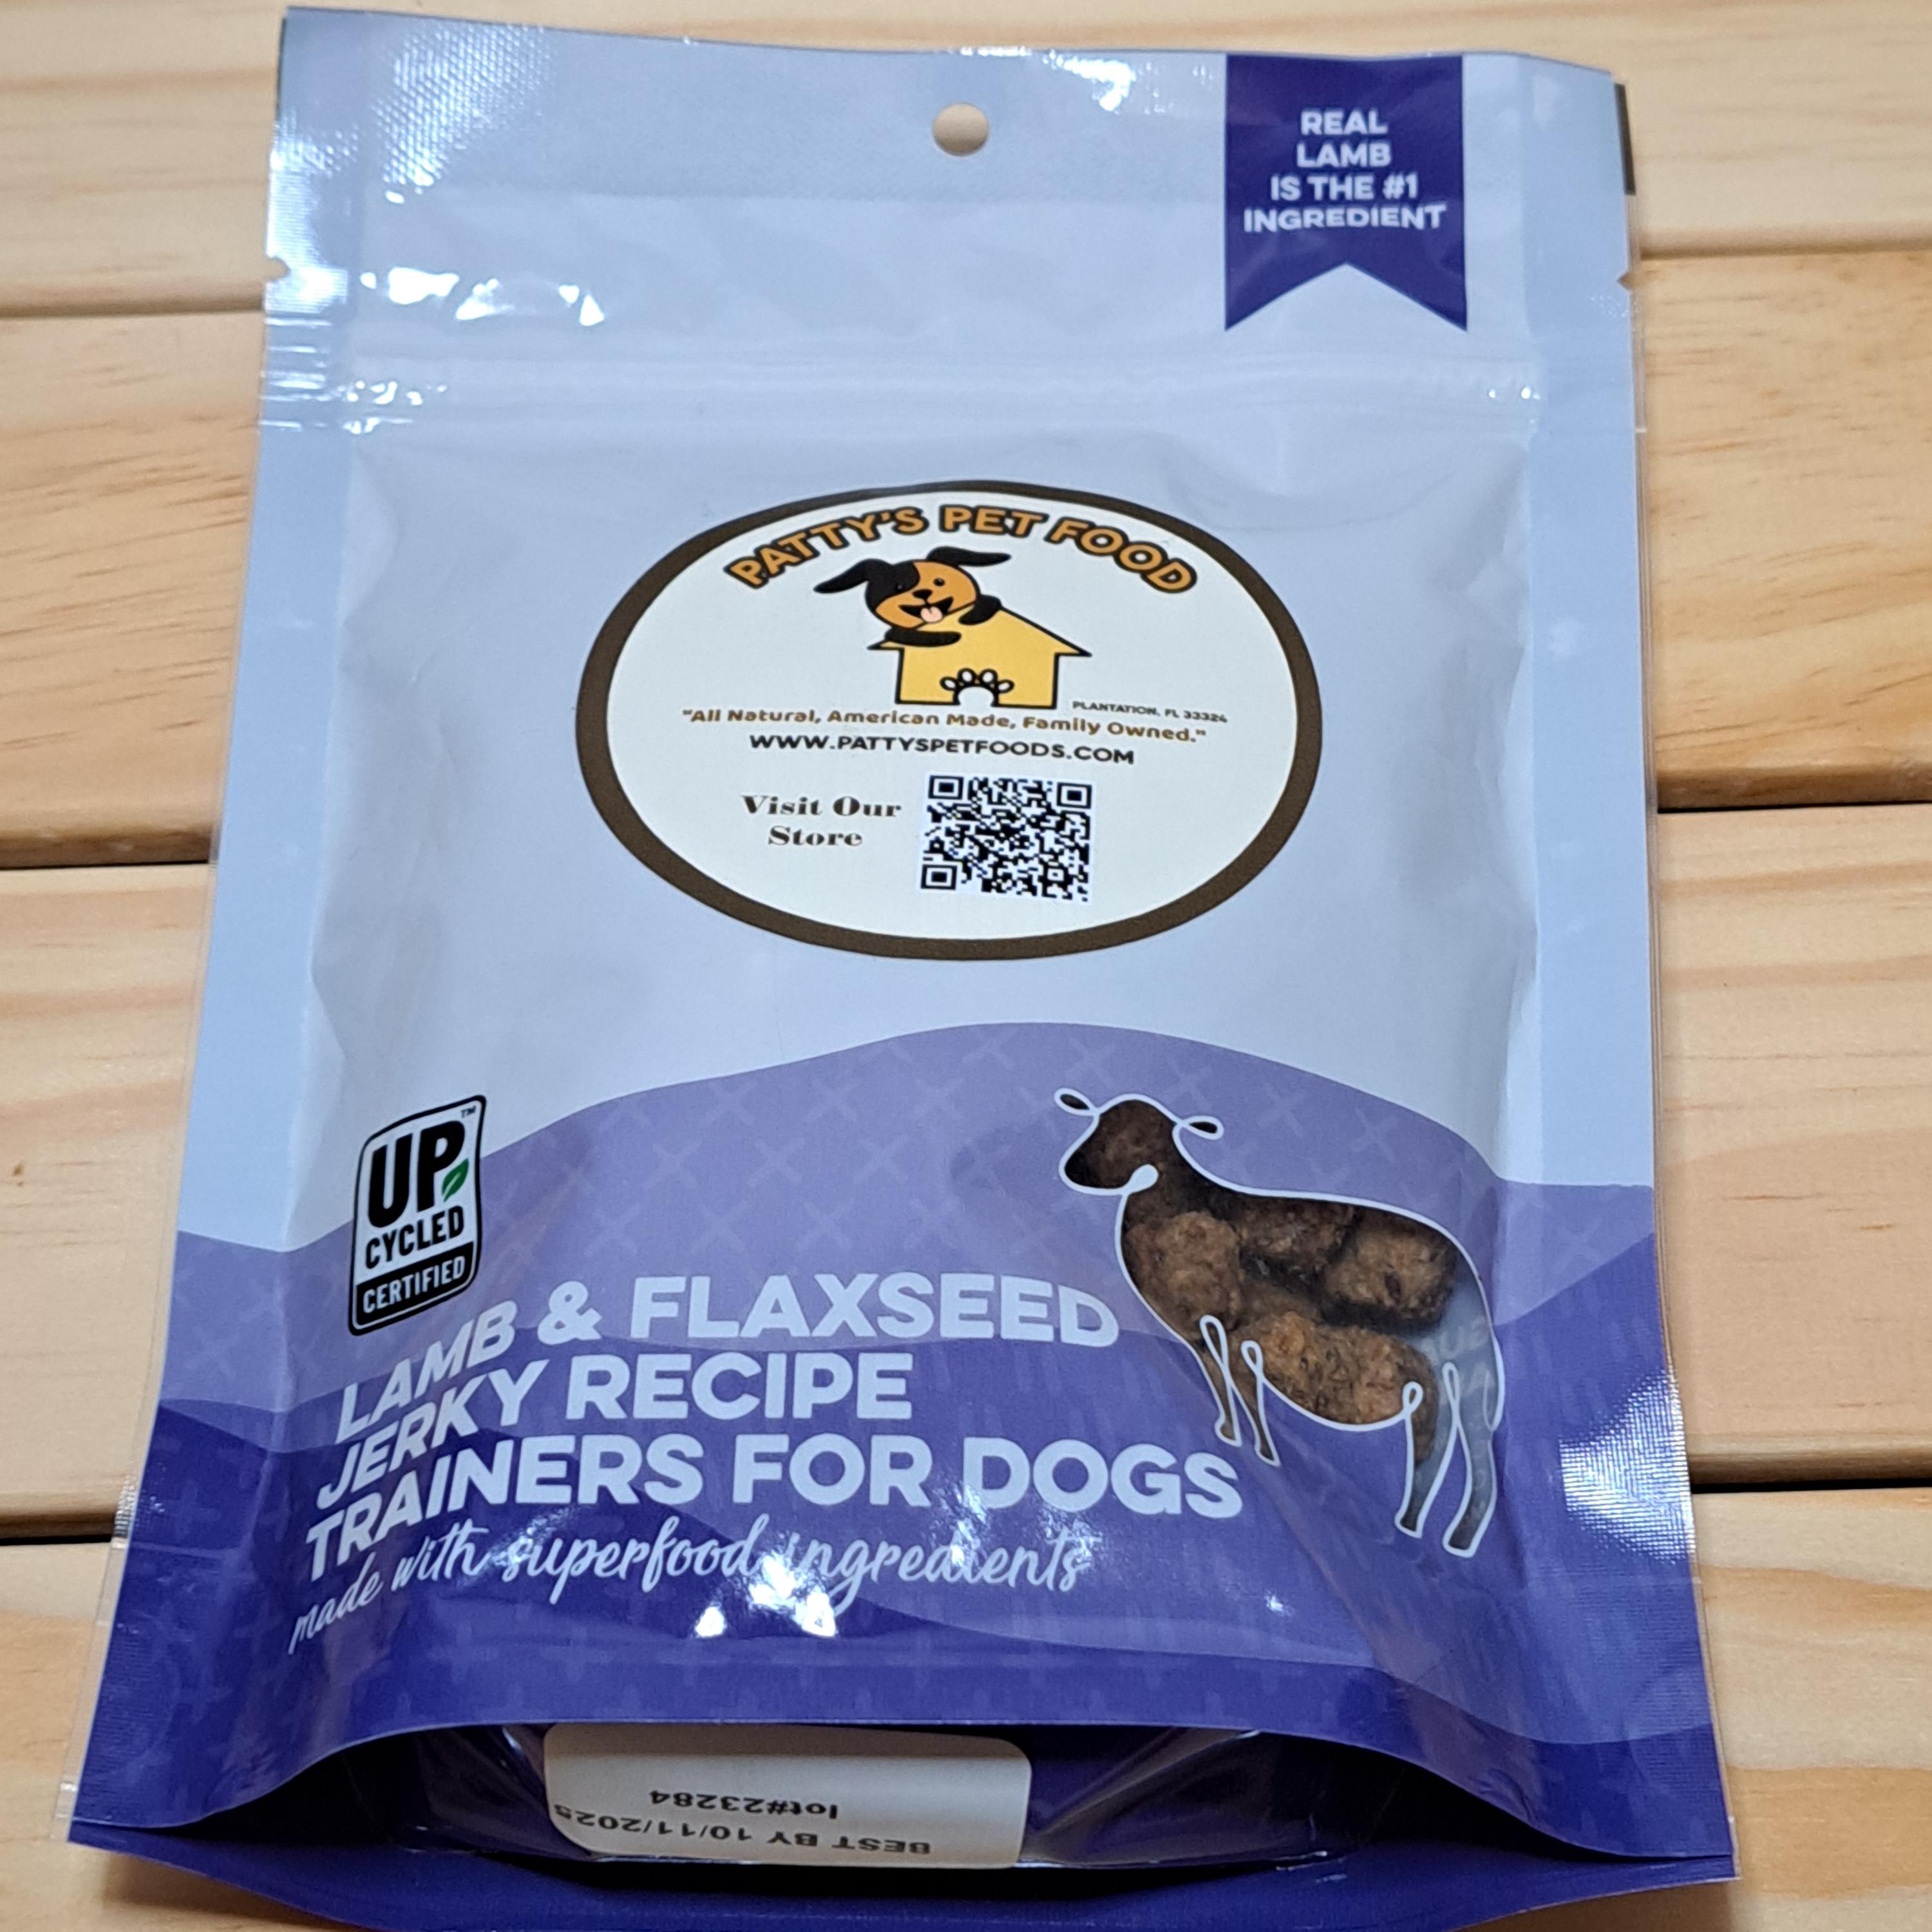 REAL
LAMB
IS THE #1
INGREDIENT
PATTY'S PET FOOD
PLANTATION, FL 33324
"All Natural, American Made, Family Owned."
WWW.PATTYSPETFOODS.COM
Visit Our
Store
UP
CYCLED
CERTIFIED
TM
LAMB & FLAXSEED
JERKY RECIPE
TRAINERS FOR DOGS
made with superfood ingredients
BEST BY 10/11/2025
lot#23284